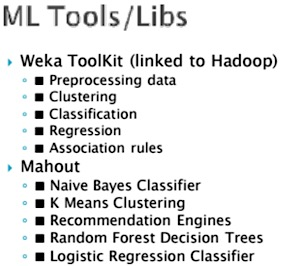 ML Tools/Libs
Weka ToolKit (linked to Hadoop)
■ Preprocessing data
■ Clustering
■ Classification
■ Regression
■ Association rules
Mahout
■ Naive Bayes Classifier
■ K Means Clustering
■ Recommendation Engines
■ Random Forest Decision Trees
■ Logistic Regression Classifier